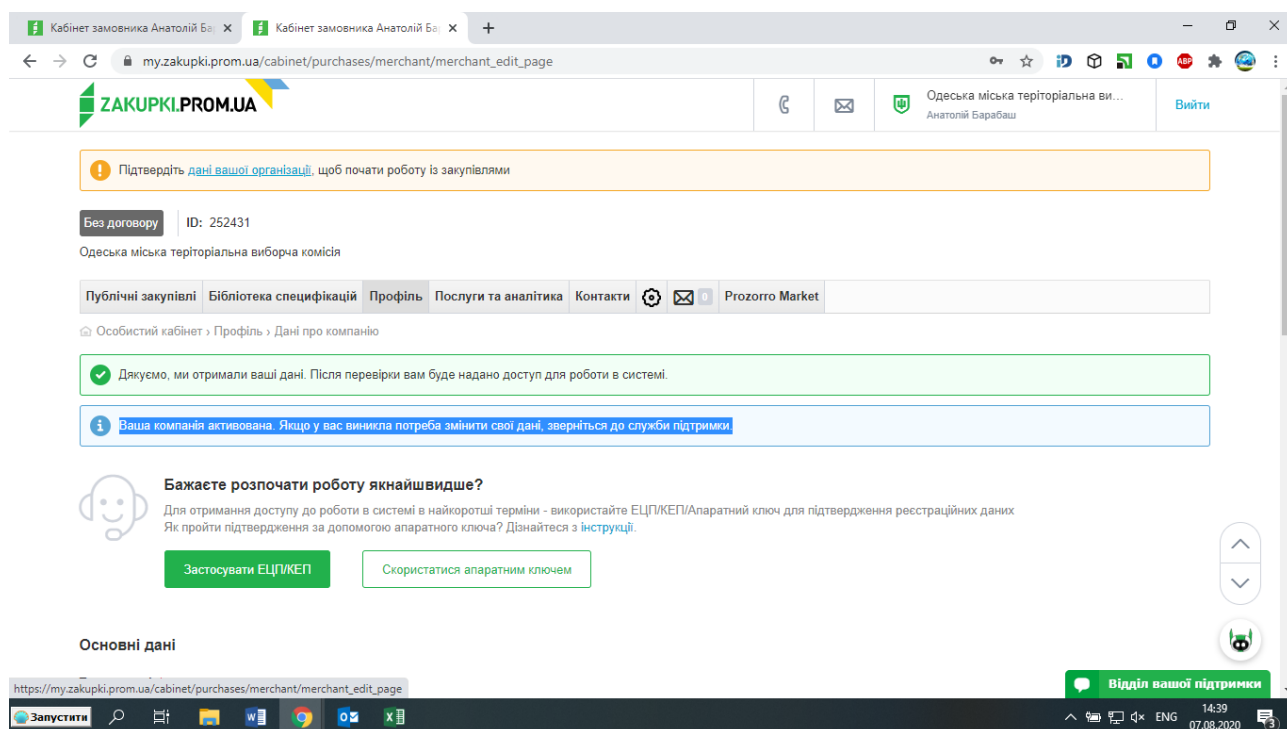 Кабінет замовника Анатолій Ба
Кабінет замовника Анатолій Ба
my.zakupki.prom.ua/cabinet/purchases/merchant/merchant_edit_page
ZAKUPKI.PROM.UA
Одеська міська теріторіальна ви...
Анатолій Барабаш
Вийти
Підтвердіть дані вашої організації, щоб почати роботу із закупівлями
Без договору ID: 252431
Одеська міська теріторіальна виборча комісія
Публічні закупівлі Бібліотека специфікацій Профіль Послуги та аналітика Контакти 0 Prozorro Market
Особистий кабінет › Профіль › Дані про компанію
Дякуємо, ми отримали ваші дані. Після перевірки вам буде надано доступ для роботи в системі.
Ваша компанія активована. Якщо у вас виникла потреба змінити свої дані, зверніться до служби підтримки.
Бажаєте розпочати роботу якнайшвидше?
Для отримання доступу до роботи в системі в найкоротші терміни - використайте ЕЦП/КЕП/Апаратний ключ для підтвердження реєстраційних даних
Як пройти підтвердження за допомогою апаратного ключа? Дізнайтеся з інструкції.
Застосувати ЕЦП/КЕП Скористатися апаратним ключем
Основні дані
https://my.zakupki.prom.ua/cabinet/purchases/merchant/merchant_edit_page
Відділ вашої підтримки
Запустити
ENG
14:39
07.08.2020